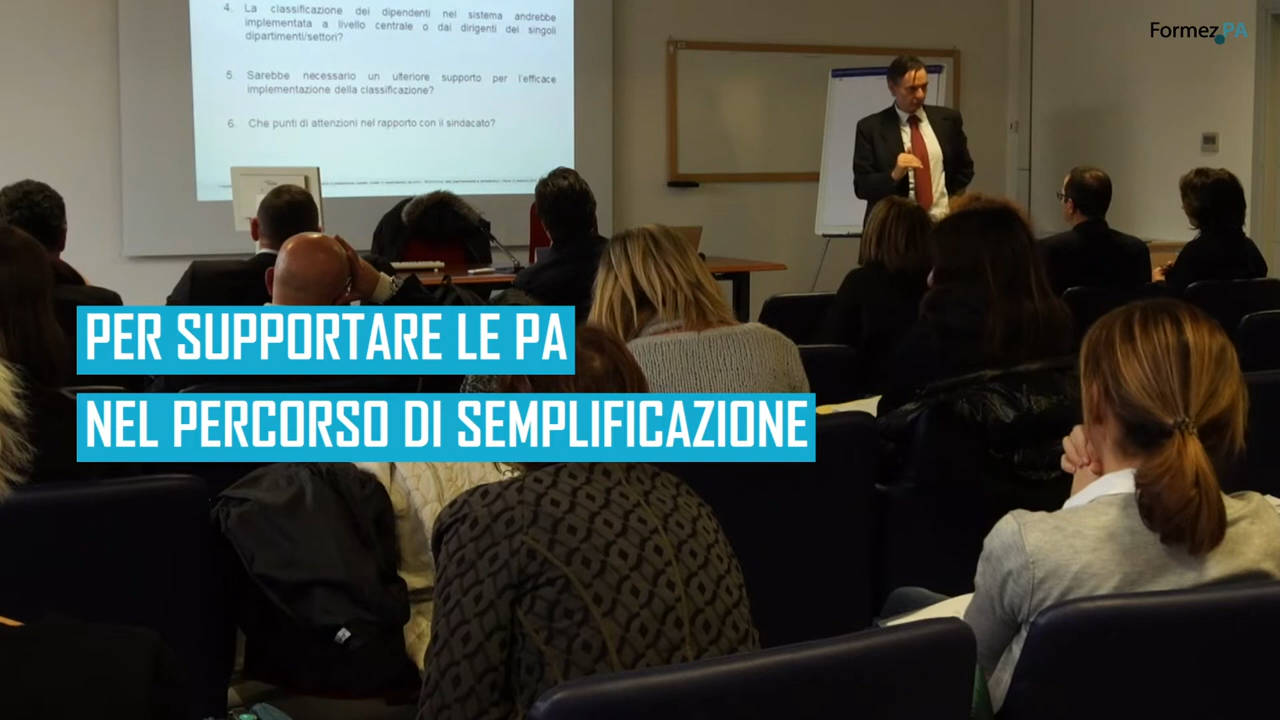 4. La classificazione dei dipendenti nel sistema andrebbe
implementata a livello centrale o dai dirigenti dei singoli
dipartimenti/settori?
5. Sarebbe necessario un ulteriore supporto per l'efficace
implementazione della classificazione?
6. Che punti di attenzioni nel rapporto con il sindacato?
Formez PA
PER SUPPORTARE LE PA
NEL PERCORSO DI SEMPLIFICAZIONE